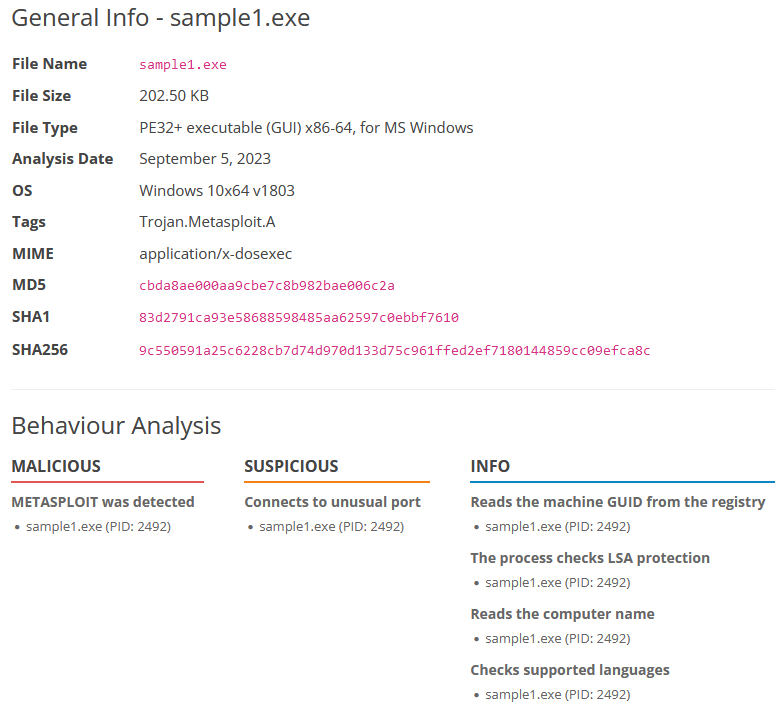 General Info - sample1.exe
File Name sample1.exe
File Size 202.50 KB
File Type PE32+ executable (GUI) x86-64, for MS Windows
Analysis Date September 5, 2023
OS Windows 10x64 v1803
Tags Trojan.Metasploit.A
MIME application/x-dosexec
MD5 cbda8ae000aa9cbe7c8b982bae006c2a
SHA1 83d2791ca93e58688598485aa62597c0ebbf7610
SHA256 9c550591a25c6228cb7d74d970d133d75c961ffed2ef7180144859cc09efca8c
Behaviour Analysis
MALICIOUS
METASPLOIT was detected
• sample1.exe (PID: 2492)
SUSPICIOUS
Connects to unusual port
• sample1.exe (PID: 2492)
INFO
Reads the machine GUID from the registry
• sample1.exe (PID: 2492)
The process checks LSA protection
• sample1.exe (PID: 2492)
Reads the computer name
• sample1.exe (PID: 2492)
Checks supported languages
• sample1.exe (PID: 2492)